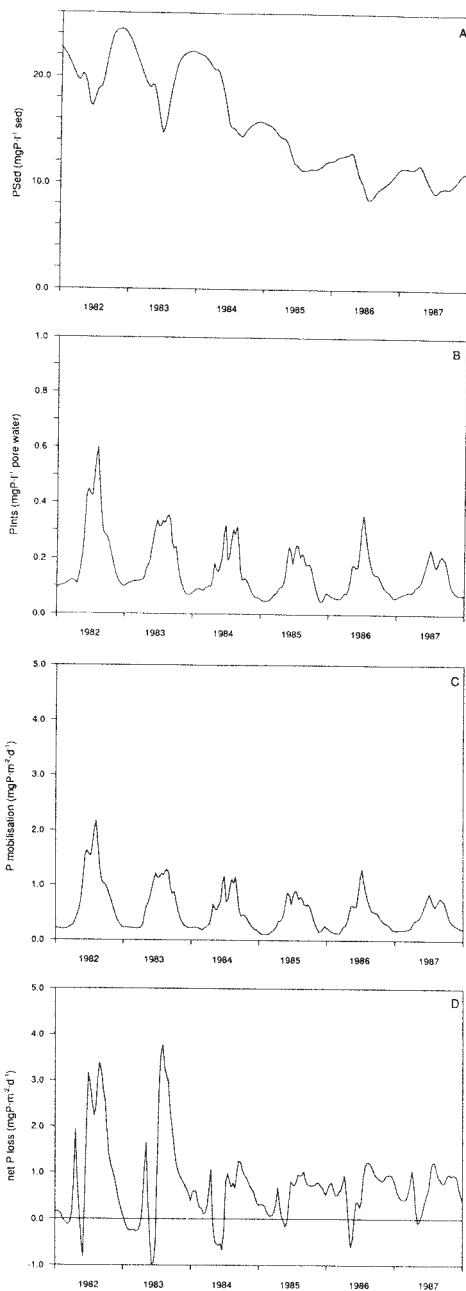 A
PSed (mgP·l⁻¹ sed)
20.0
10.0
0.0
1982 1983 1984 1985 1986 1987
B
PInts (mgP·l⁻¹ pore water)
1.0
0.8
0.6
0.4
0.2
0.0
1982 1983 1984 1985 1986 1987
C
P mobilisation (mgP·m⁻²·d⁻¹)
5.0
4.0
3.0
2.0
1.0
0.0
1982 1983 1984 1985 1986 1987
D
net P loss (mgP·m⁻²·d⁻¹)
5.0
4.0
3.0
2.0
1.0
0.0
-1.0
1982 1983 1984 1985 1986 1987